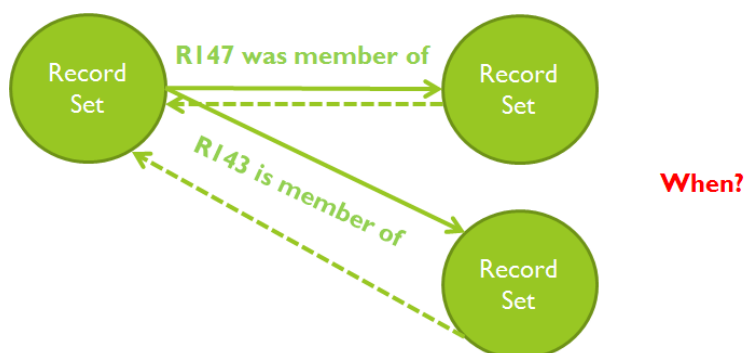 Record
Set
R147 was member of
Record
Set
R143 is member of
When?
Record
Set